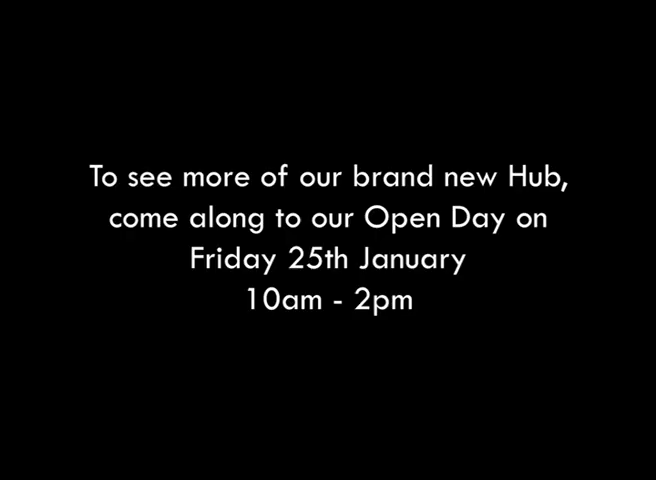 To see more of our brand new Hub,
come along to our Open Day on
Friday 25th January
10am - 2pm